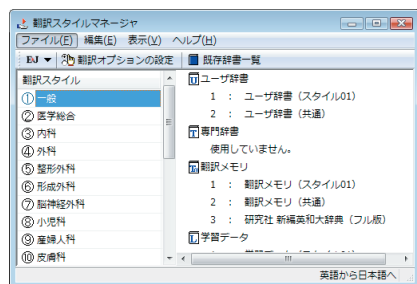 翻訳スタイルマネージャ
ファイル(F) 編集(E) 表示(V) ヘルプ(H)
EJ ▼ 翻訳オプションの設定 既存辞書一覧
翻訳スタイル
① 一般
② 医学総合
③ 内科
④ 外科
⑤ 整形外科
⑥ 形成外科
⑦ 脳神経外科
⑧ 小児科
⑨ 産婦人科
⑩ 皮膚科
U ユーザ辞書
1 : ユーザ辞書（スタイル01）
2 : ユーザ辞書（共通）
T 専門辞書
使用していません。
翻訳メモリ
1 : 翻訳メモリ（スタイル01）
2 : 翻訳メモリ（共通）
3 : 研究社 新編英和大辞典（フル版）
L 学習データ
英語から日本語へ